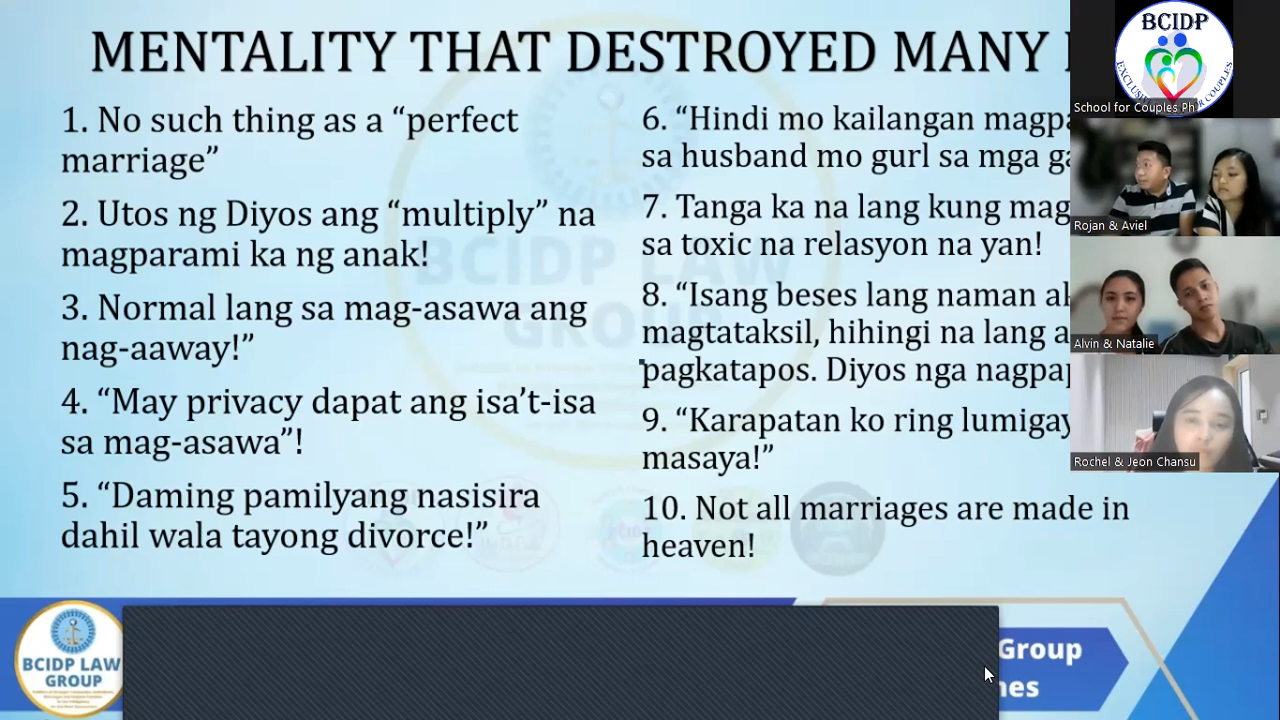 MENTALITY THAT DESTROYED MANY
1. No such thing as a “perfect
marriage”
2. Utos ng Diyos ang “multiply” na
magparami ka ng anak!
3. Normal lang sa mag-asawa ang
nag-aaway!”
4. “May privacy dapat ang isa’t-isa
sa mag-asawa”!
5. “Daming pamilyang nasisira
dahil wala tayong divorce!”
6. “Hindi mo kailangan
sa husband mo gurl sa mga
7. Tanga ka na lang kung
sa toxic na relasyon na yan!
8. “Isang beses lang naman
magtataksil, hihingi na lang
pagkatapos. Diyos nga
9. “Karapatan ko ring
masaya!”
10. Not all marriages are made in
heaven!
BCIDP
School for Couples Ph
Rojan & Aviel
Alvin & Natalie
Rochel & Jeon Chansu
BCIDP LAW
GROUP
BCIDP LAW
GROUP
Group